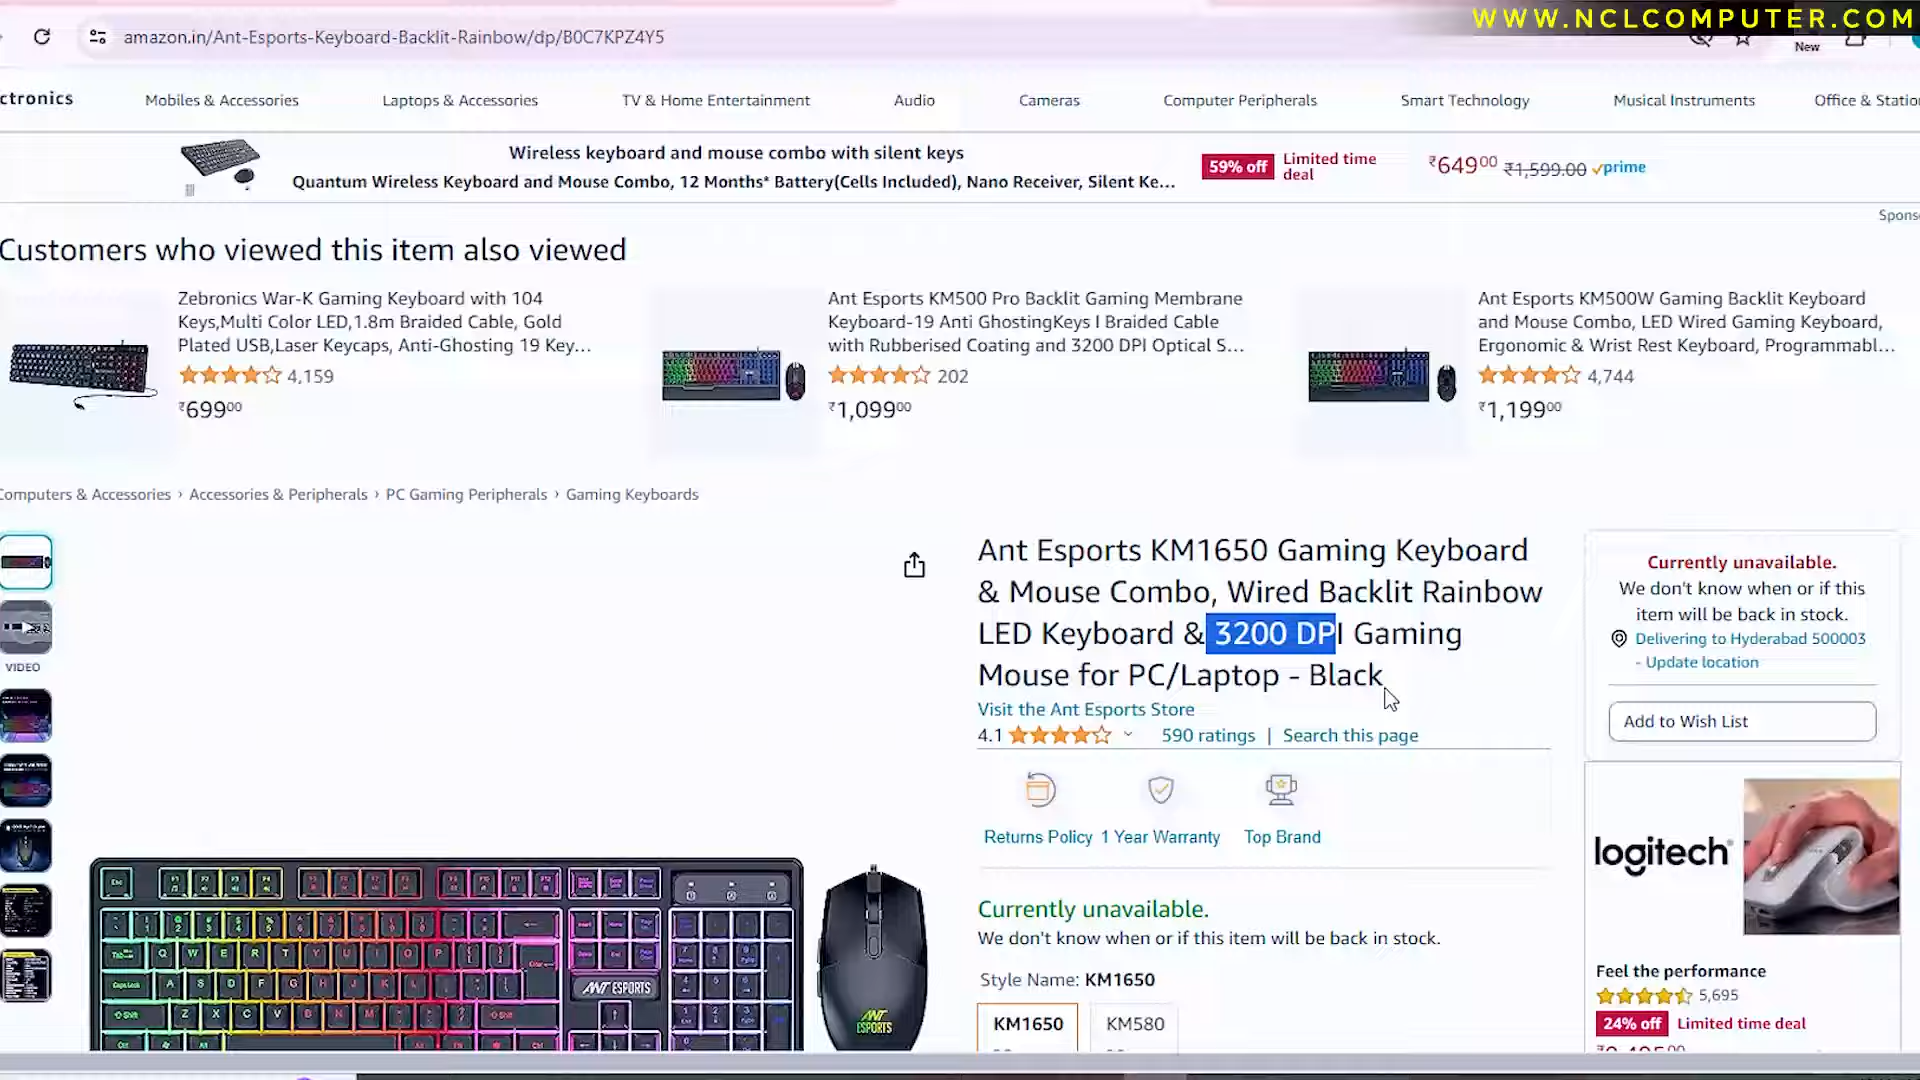 WWW.NCLCOMPUTER.COM
amazon.in/Ant-Esports-Keyboard-Backlit-Rainbow/dp/B0C7KPZ4Y5
New
ctronics
Mobiles & Accessories
Laptops & Accessories
TV & Home Entertainment
Audio
Cameras
Computer Peripherals
Smart Technology
Musical Instruments
Office & Statio
Wireless keyboard and mouse combo with silent keys
Quantum Wireless Keyboard and Mouse Combo, 12 Months* Battery(Cells Included), Nano Receiver, Silent Ke...
59% off
Limited time
deal
₹64900 ₹1,599.00 prime
Spons
Customers who viewed this item also viewed
Zebronics War-K Gaming Keyboard with 104
Keys,Multi Color LED,1.8m Braided Cable, Gold
Plated USB,Laser Keycaps, Anti-Ghosting 19 Key...
4,159
₹69900
Ant Esports KM500 Pro Backlit Gaming Membrane
Keyboard-19 Anti GhostingKeys I Braided Cable
with Rubberised Coating and 3200 DPI Optical S...
202
₹1,09900
Ant Esports KM500W Gaming Backlit Keyboard
and Mouse Combo, LED Wired Gaming Keyboard,
Ergonomic & Wrist Rest Keyboard, Programmabl...
4,744
₹1,19900
Computers & Accessories › Accessories & Peripherals › PC Gaming Peripherals › Gaming Keyboards
VIDEO
Ant Esports KM1650 Gaming Keyboard
& Mouse Combo, Wired Backlit Rainbow
LED Keyboard & 3200 DPI Gaming
Mouse for PC/Laptop - Black
Visit the Ant Esports Store
4.1
590 ratings | Search this page
Returns Policy
1 Year Warranty
Top Brand
Currently unavailable.
We don't know when or if this item will be back in stock.
Style Name: KM1650
KM1650
KM580
ANT ESPORTS
ANT
ESPORTS
Currently unavailable.
We don't know when or if this
item will be back in stock.
Delivering to Hyderabad 500003
- Update location
Add to Wish List
logitech
Feel the performance
5,695
24% off Limited time deal